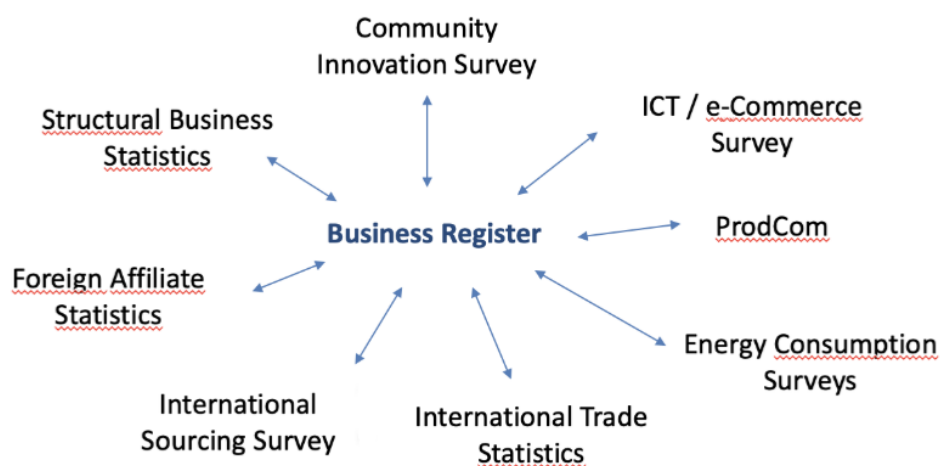 Community
Innovation Survey
ICT / e-Commerce
Survey
Structural Business
Statistics
Business Register
ProdCom
Foreign Affiliate
Statistics
Energy Consumption
Surveys
International
Sourcing Survey
International Trade
Statistics